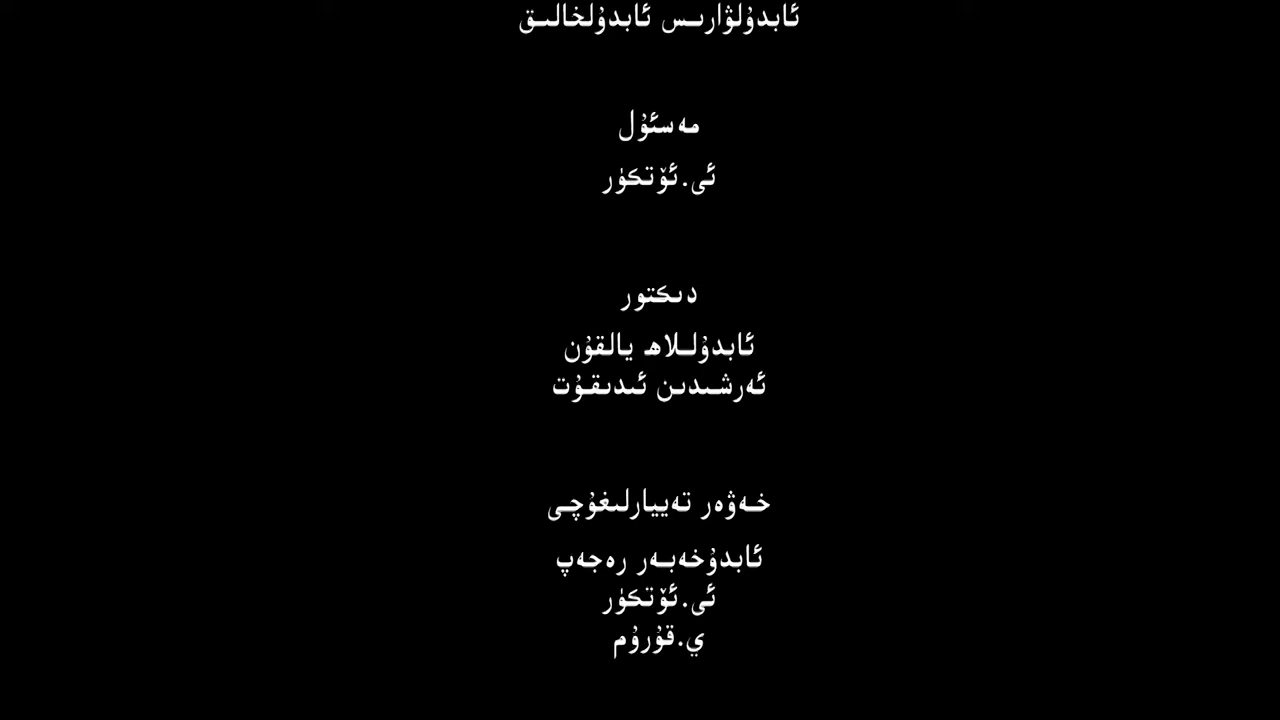 ئابدۇلۋارىس ئابدۇلخالىق
مەسئۇل
ئى.ئۆتكۈر
دىكتور
ئابدۇللاھ يالقۇن
ئەرشىدىن ئىدىقۇت
خەۋەر تەييارلىغۇچى
ئابدۇخەبەر رەجەپ
ئى.ئۆتكۈر
ي.قۇرۇم